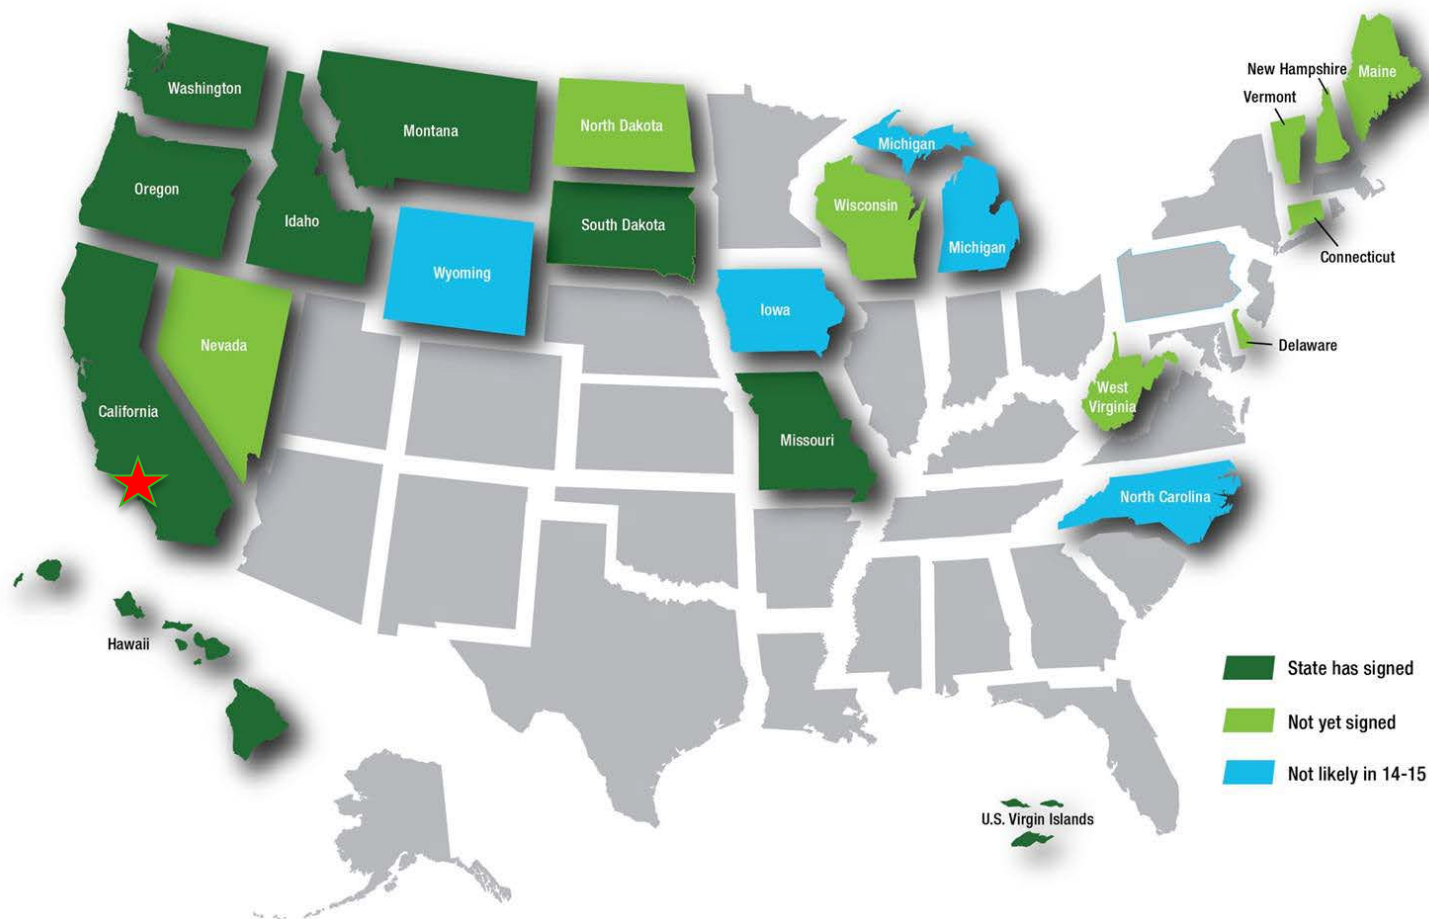 Washington
Montana
North Dakota
Oregon
Idaho
South Dakota
Wyoming
Michigan
Wisconsin
Michigan
New Hampshire
Maine
Vermont
Connecticut
Nevada
Iowa
Delaware
California
Missouri
West
Virginia
North Carolina
Hawaii
U.S. Virgin Islands
State has signed
Not yet signed
Not likely in 14-15